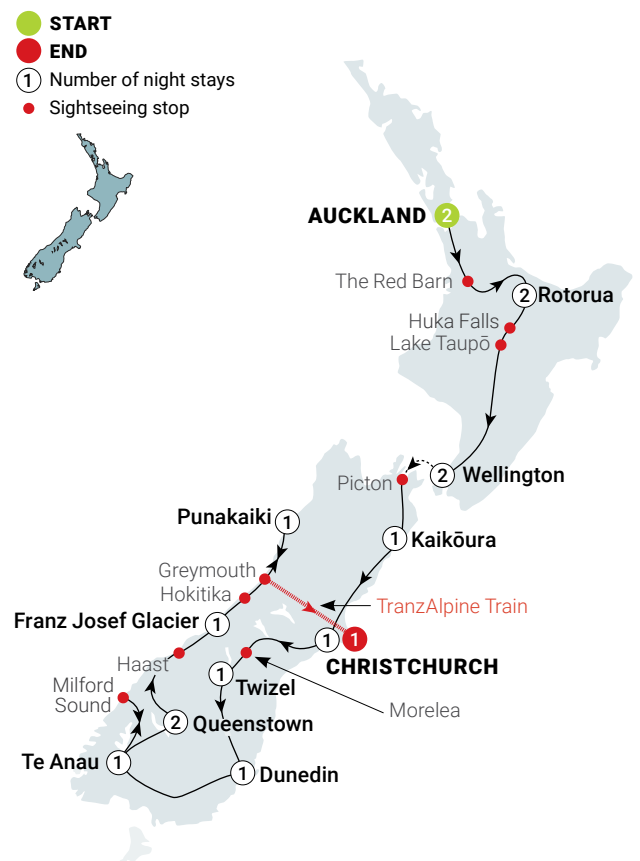 START
END
1 Number of night stays
Sightseeing stop
AUCKLAND 2
The Red Barn
2 Rotorua
Huka Falls
Lake Taupō
2 Wellington
Picton
Punakaiki 1
1 Kaikōura
Greymouth
Hokitika
TranzAlpine Train
Franz Josef Glacier 1
1 1
CHRISTCHURCH
Haast
1 Twizel
Milford
Sound
Morelea
2 Queenstown
Te Anau 1
1 Dunedin